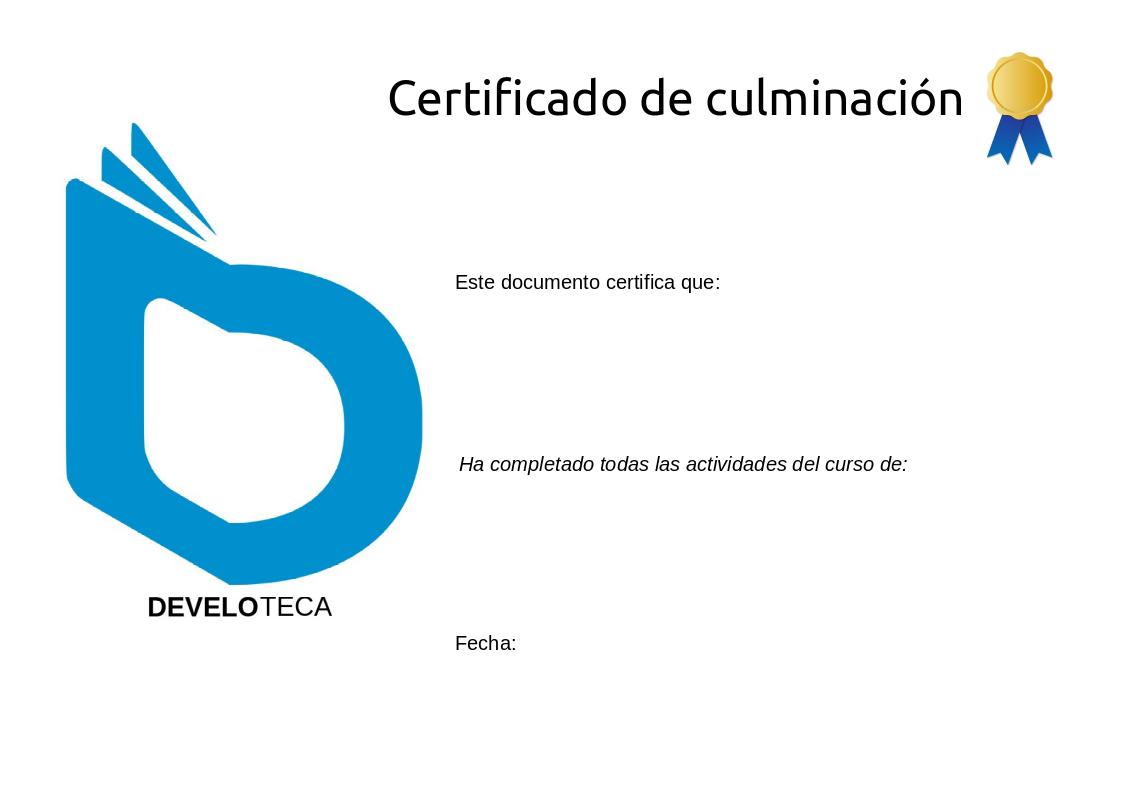 Certificado de culminación
Este documento certifica que:
Ha completado todas las actividades del curso de:
DEVELOTECA
Fecha: